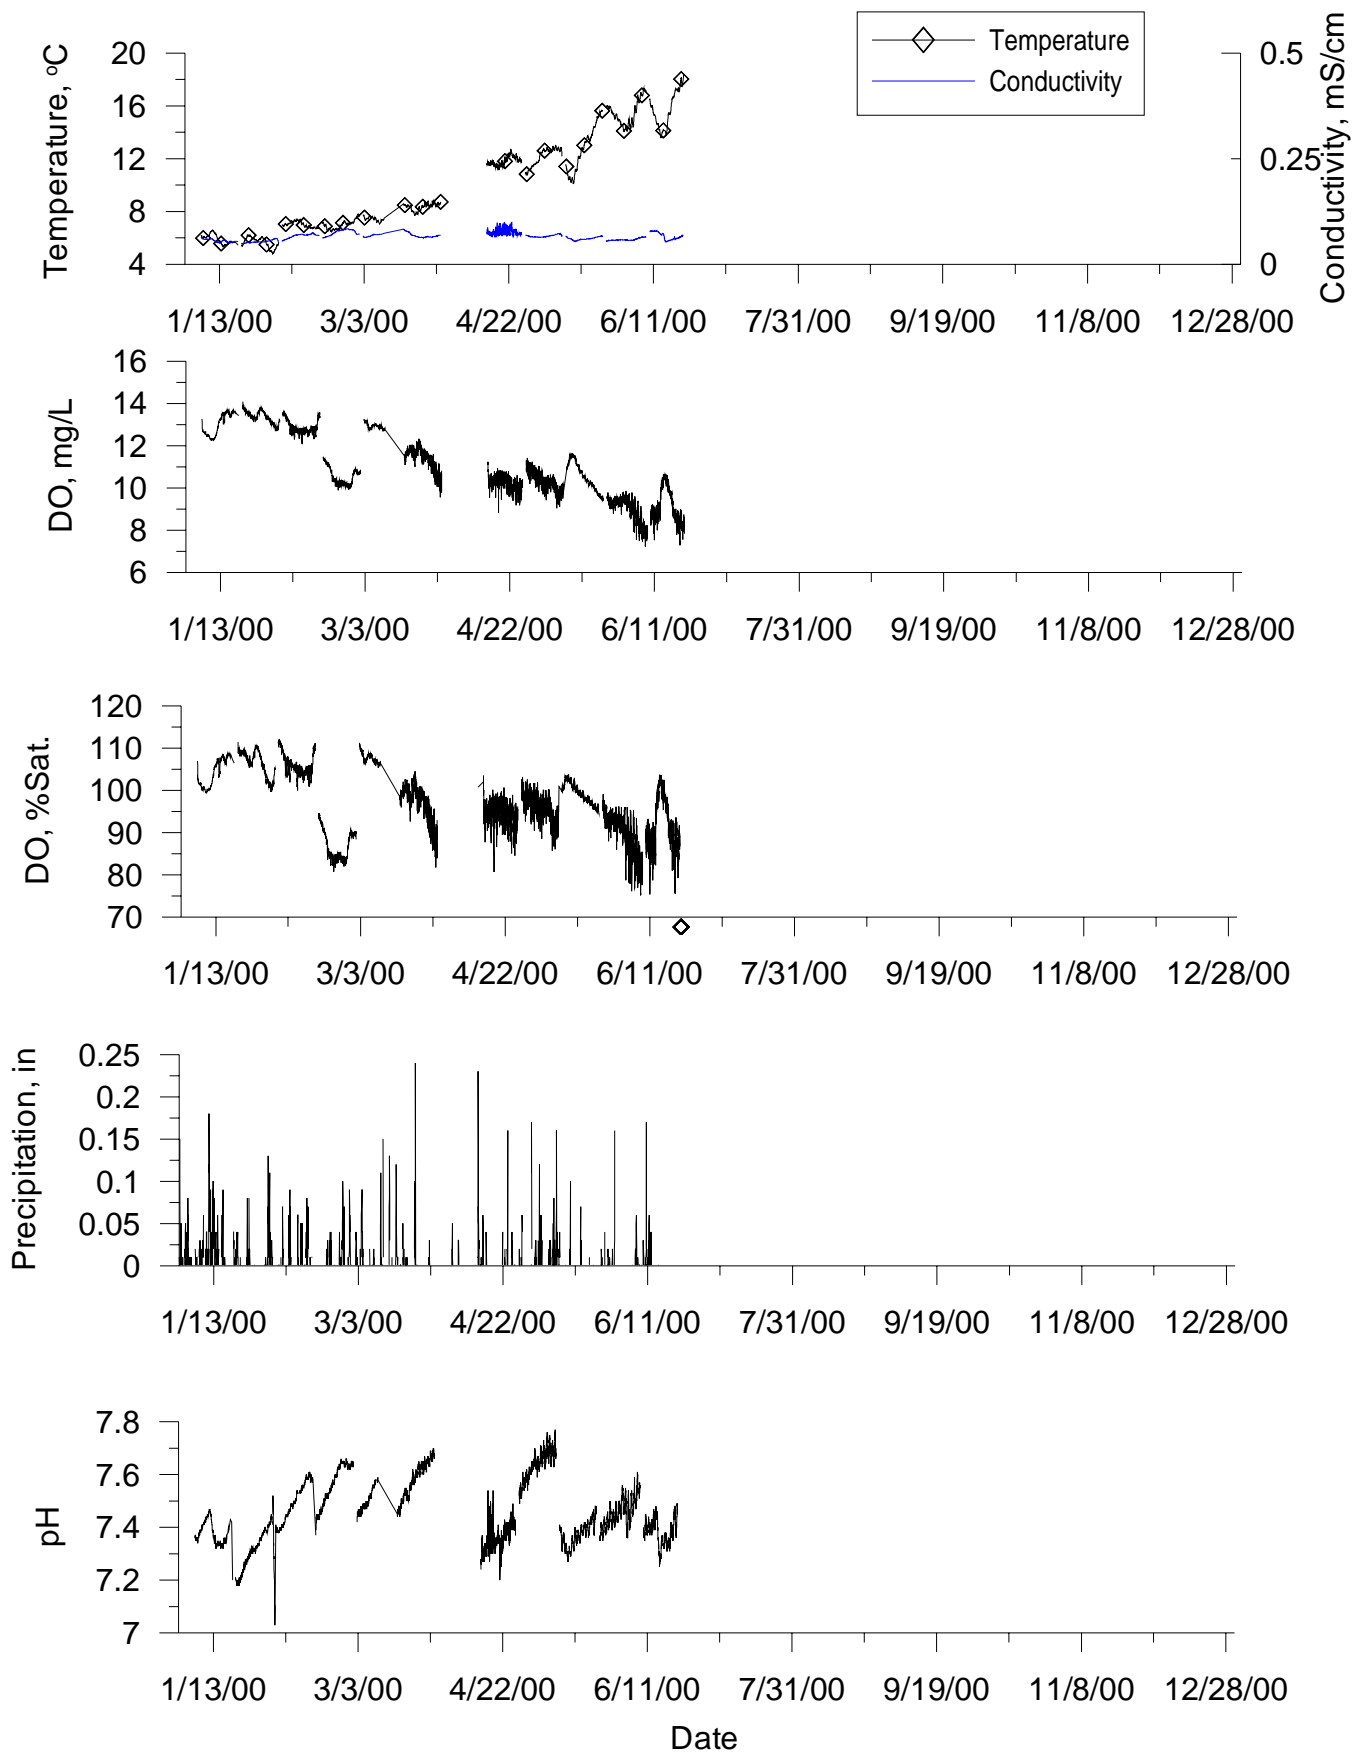 Temperature
Conductivity
Temperature, °C
20
16
12
8
4
0.5
0.25
0
Conductivity, mS/cm
1/13/00 3/3/00 4/22/00 6/11/00 7/31/00 9/19/00 11/8/00 12/28/00
DO, mg/L
16
14
12
10
8
6
1/13/00 3/3/00 4/22/00 6/11/00 7/31/00 9/19/00 11/8/00 12/28/00
DO, %Sat.
120
110
100
90
80
70
1/13/00 3/3/00 4/22/00 6/11/00 7/31/00 9/19/00 11/8/00 12/28/00
Precipitation, in
0.25
0.2
0.15
0.1
0.05
0
1/13/00 3/3/00 4/22/00 6/11/00 7/31/00 9/19/00 11/8/00 12/28/00
pH
7.8
7.6
7.4
7.2
7
1/13/00 3/3/00 4/22/00 6/11/00 7/31/00 9/19/00 11/8/00 12/28/00
Date